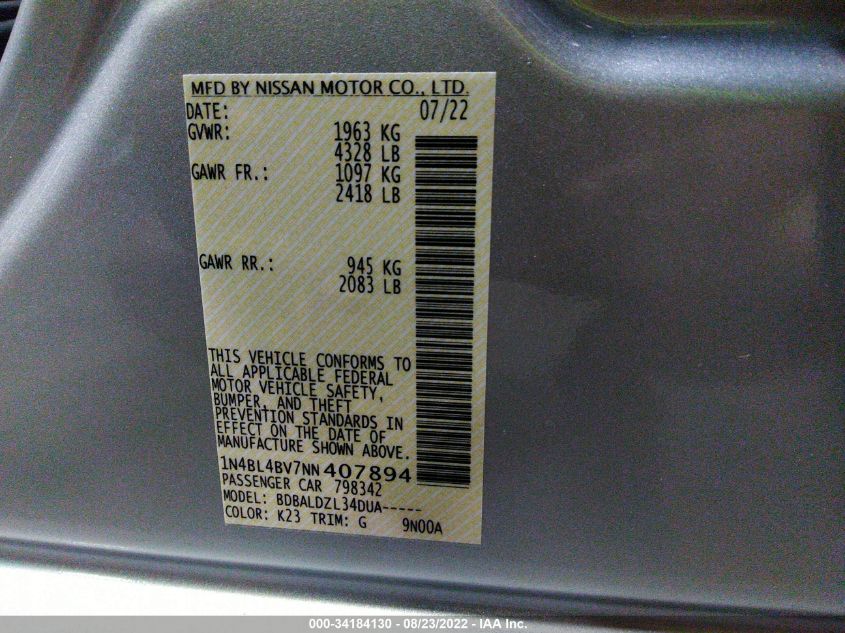 MFD BY NISSAN MOTOR CO., LTD.
DATE: 07/22
GVWR: 1963 KG
4328 LB
GAWR FR.: 1097 KG
2418 LB
GAWR RR.: 945 KG
2083 LB
THIS VEHICLE CONFORMS TO
ALL APPLICABLE FEDERAL
MOTOR VEHICLE SAFETY,
BUMPER, AND THEFT
PREVENTION STANDARDS IN
EFFECT ON THE DATE OF
MANUFACTURE SHOWN ABOVE.
1N4BL4BV7NN407894
PASSENGER CAR 798342
MODEL: BDBALDZL34DUA-----
COLOR: K23 TRIM: G 9N00A
000-34184130 - 08/23/2022 - IAA Inc.